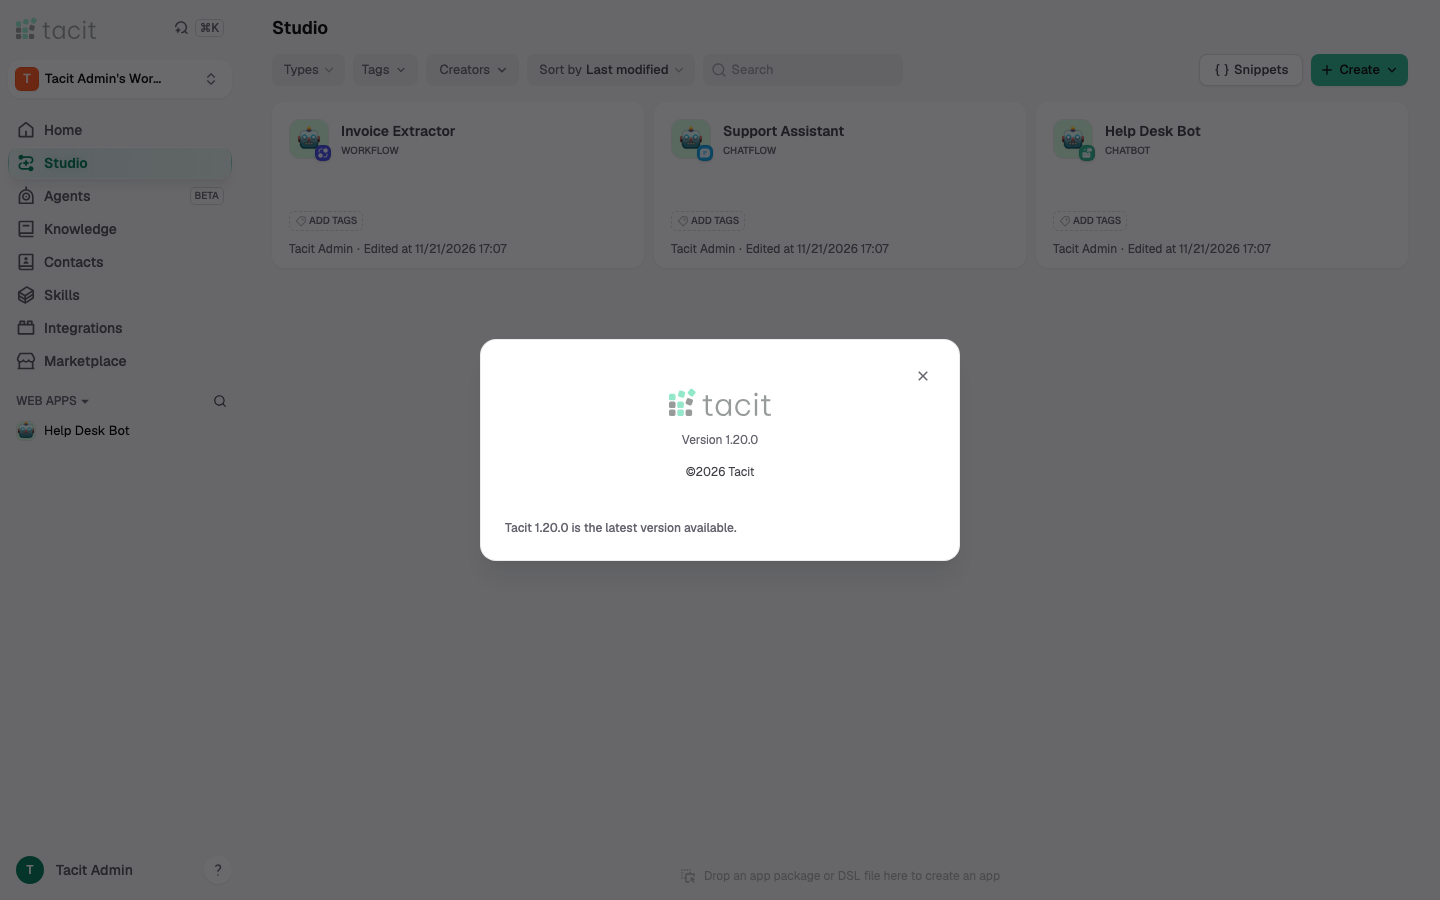 tacit
⌘K
Studio
Types
Tags
Creators
Sort by Last modified
Search
{ } Snippets
+ Create
T
Tacit Admin's Wor...
Home
Studio
Agents
BETA
Knowledge
Contacts
Skills
Integrations
Marketplace
WEB APPS
Help Desk Bot
Invoice Extractor
WORKFLOW
ADD TAGS
Tacit Admin · Edited at 11/21/2026 17:07
Support Assistant
CHATFLOW
ADD TAGS
Tacit Admin · Edited at 11/21/2026 17:07
Help Desk Bot
CHATBOT
ADD TAGS
Tacit Admin · Edited at 11/21/2026 17:07
tacit
Version 1.20.0
©2026 Tacit
Tacit 1.20.0 is the latest version available.
T
Tacit Admin
?
Drop an app package or DSL file here to create an app